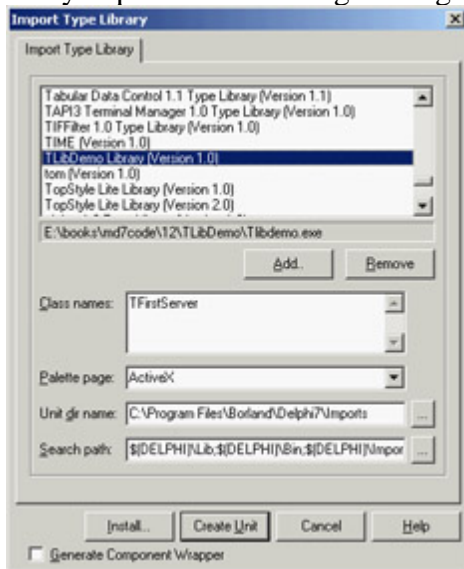 Import Type Library
Import Type Library
Tabular Data Control 1.1 Type Library (Version 1.1)
TAPI3 Terminal Manager 1.0 Type Library (Version 1.0)
TIFFilter 1.0 Type Library (Version 1.0)
TIME (Version 1.0)
TLibDemo Library (Version 1.0)
tom (Version 1.0)
TopStyle Lite Library (Version 1.0)
TopStyle Lite Library (Version 2.0)
E:\books\md7code\12\TLibDemo\Tlibdemo.exe
Add..
Remove
Class names:
TFirstServer
Palette page:
ActiveX
Unit dir name:
C:\Program Files\Borland\Delphi7\Imports
...
Search path:
$(DELPHI)\Lib;$(DELPHI)\Bin;$(DELPHI)\Impor
...
Install...
Create Unit
Cancel
Help
Generate Component Wrapper